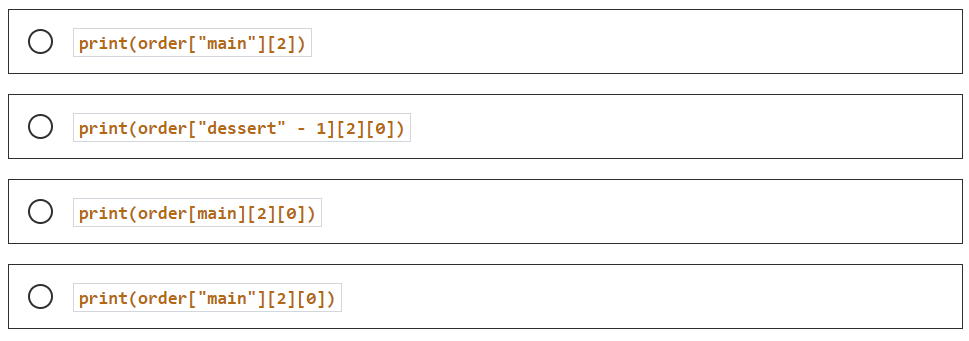 print(order["main"][2])
print(order["dessert" - 1][2][0])
print(order[main][2][0])
print(order["main"][2][0])